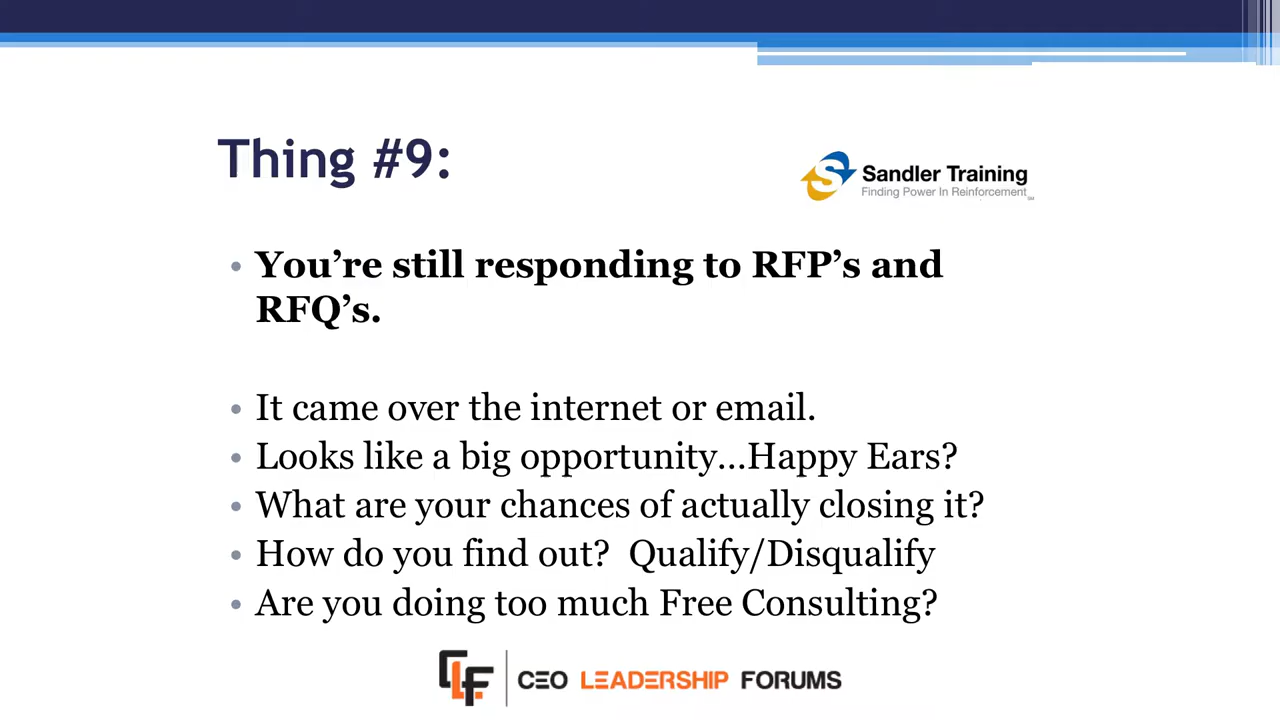 Thing #9:
Sandler Training
Finding Power In Reinforcement℠
• You’re still responding to RFP’s and
RFQ’s.
• It came over the internet or email.
• Looks like a big opportunity…Happy Ears?
• What are your chances of actually closing it?
• How do you find out?  Qualify/Disqualify
• Are you doing too much Free Consulting?
CLF CEO LEADERSHIP FORUMS